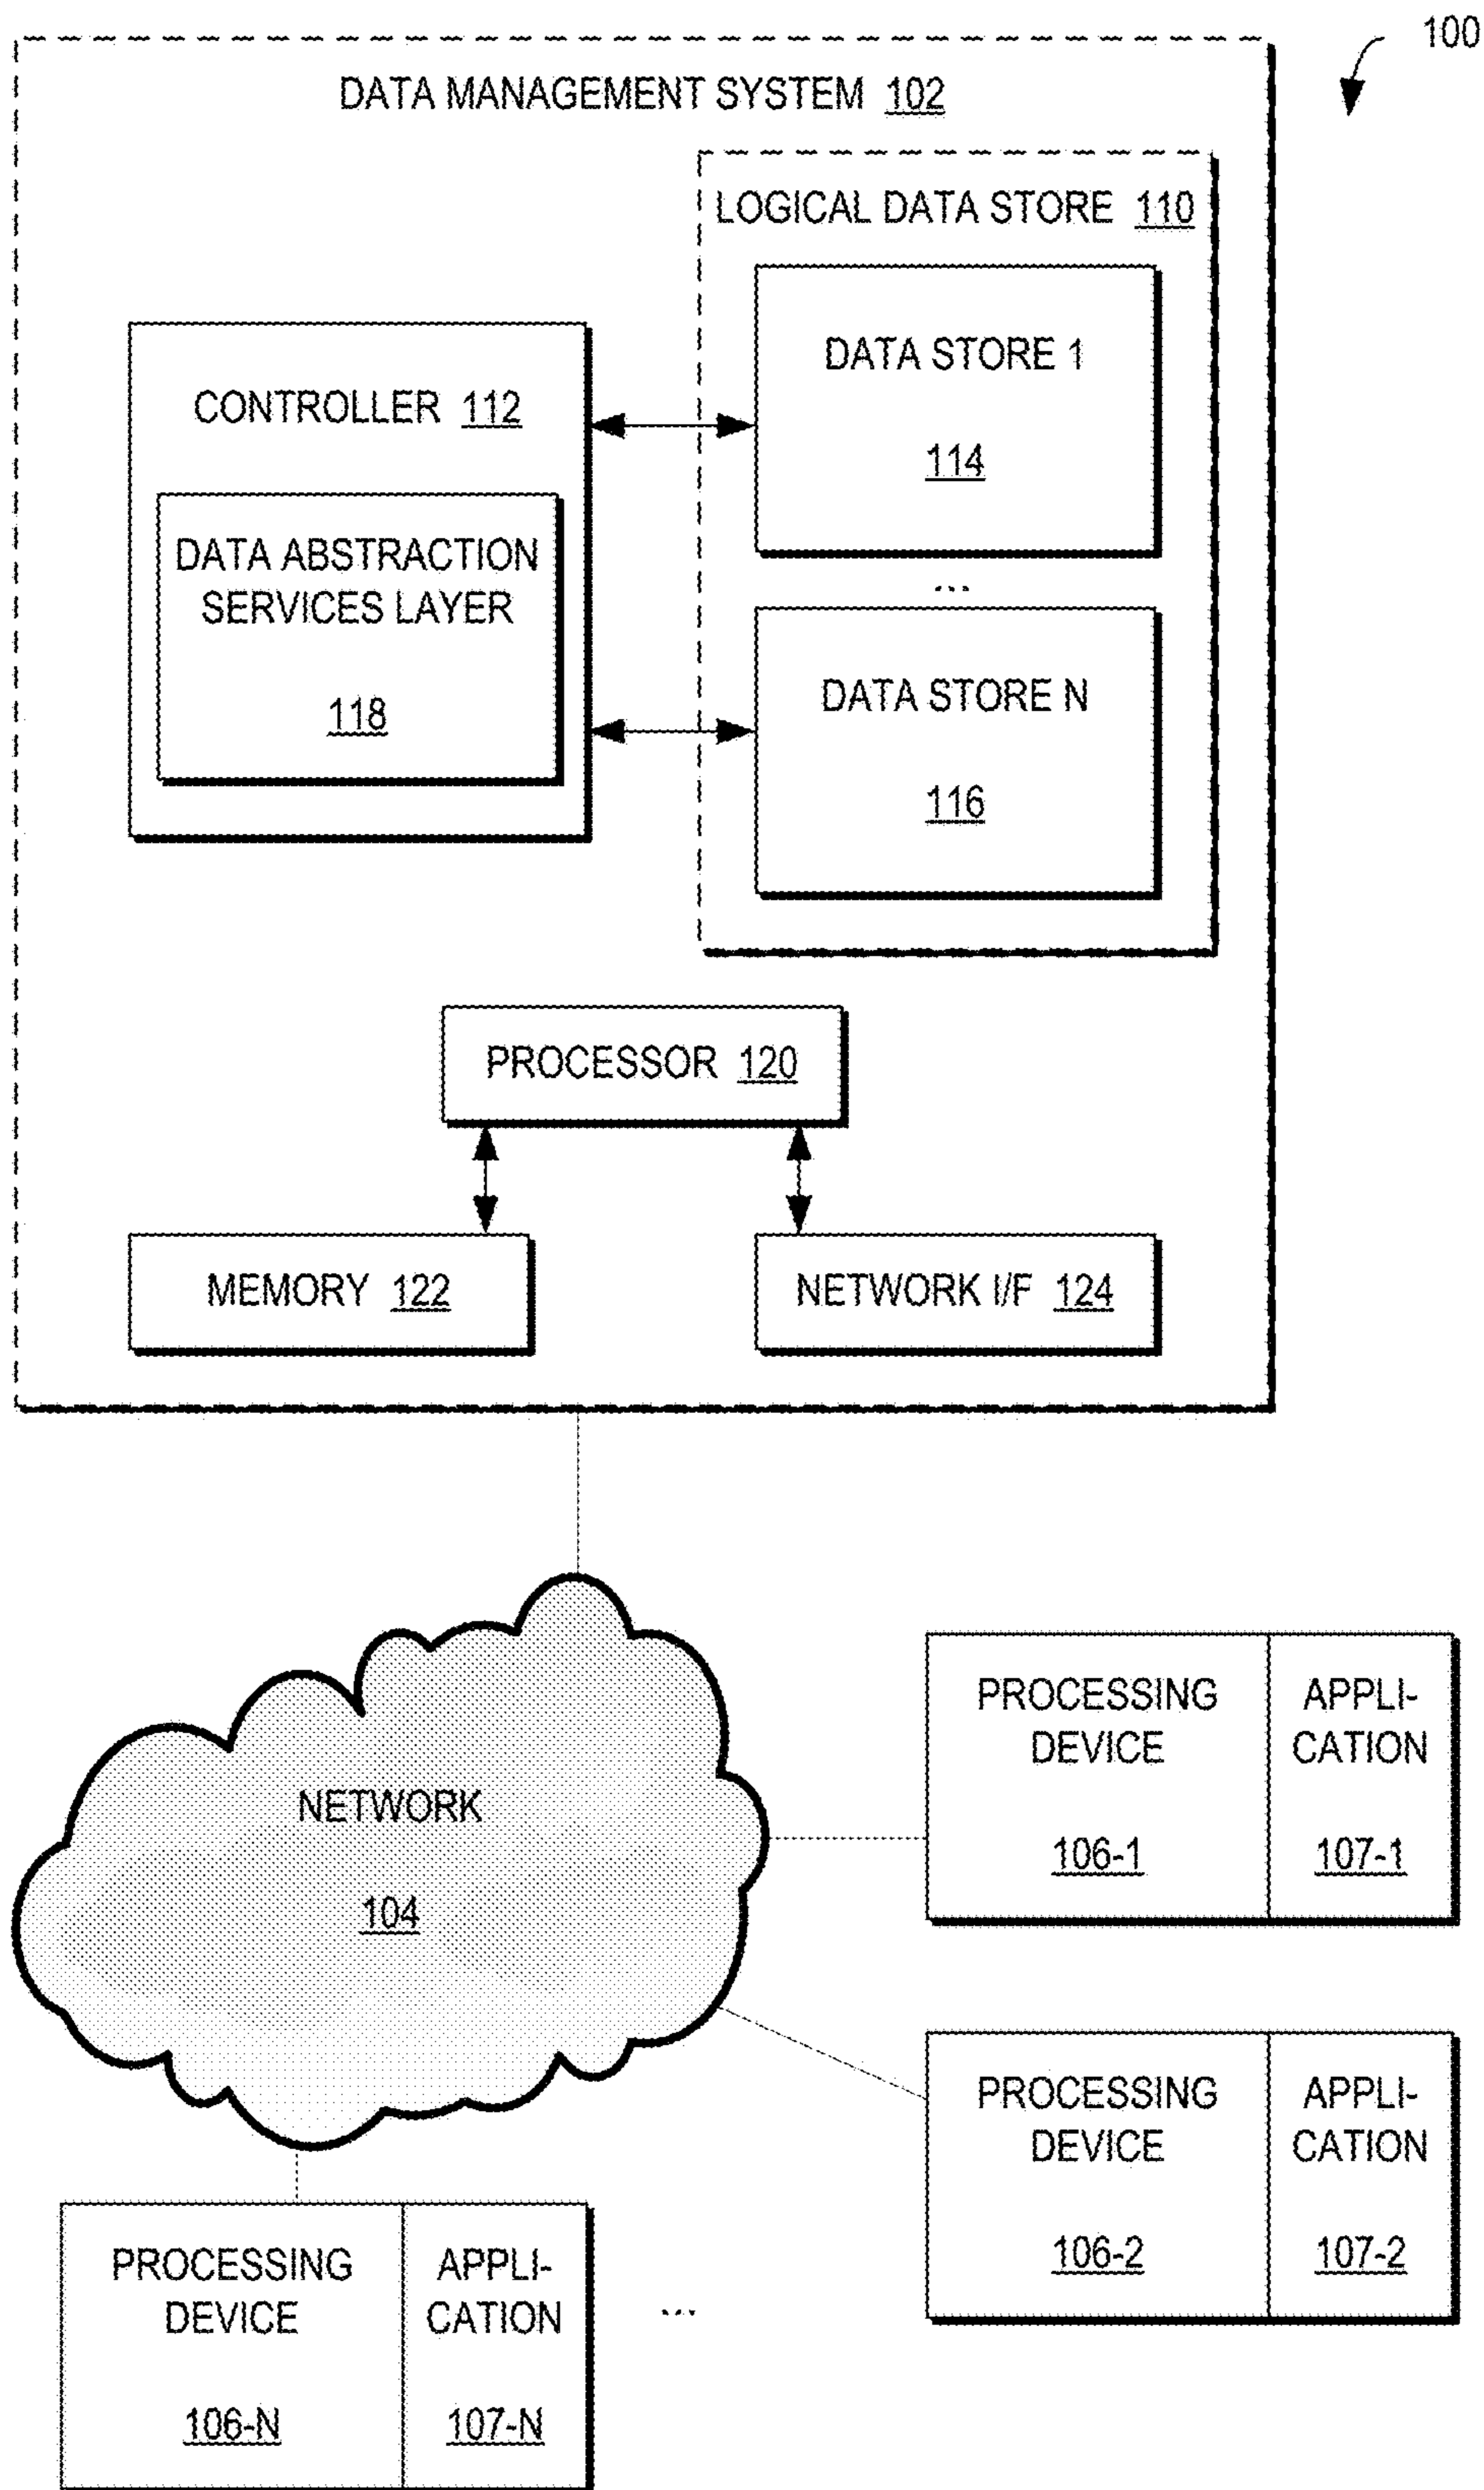 100
DATA MANAGEMENT SYSTEM 102
LOGICAL DATA STORE 110
DATA STORE 1
114
...
DATA STORE N
116
CONTROLLER 112
DATA ABSTRACTION
SERVICES LAYER
118
PROCESSOR 120
MEMORY 122
NETWORK I/F 124
NETWORK
104
PROCESSING
DEVICE
106-1
APPLI-
CATION
107-1
PROCESSING
DEVICE
106-2
APPLI-
CATION
107-2
PROCESSING
DEVICE
106-N
APPLI-
CATION
107-N
...